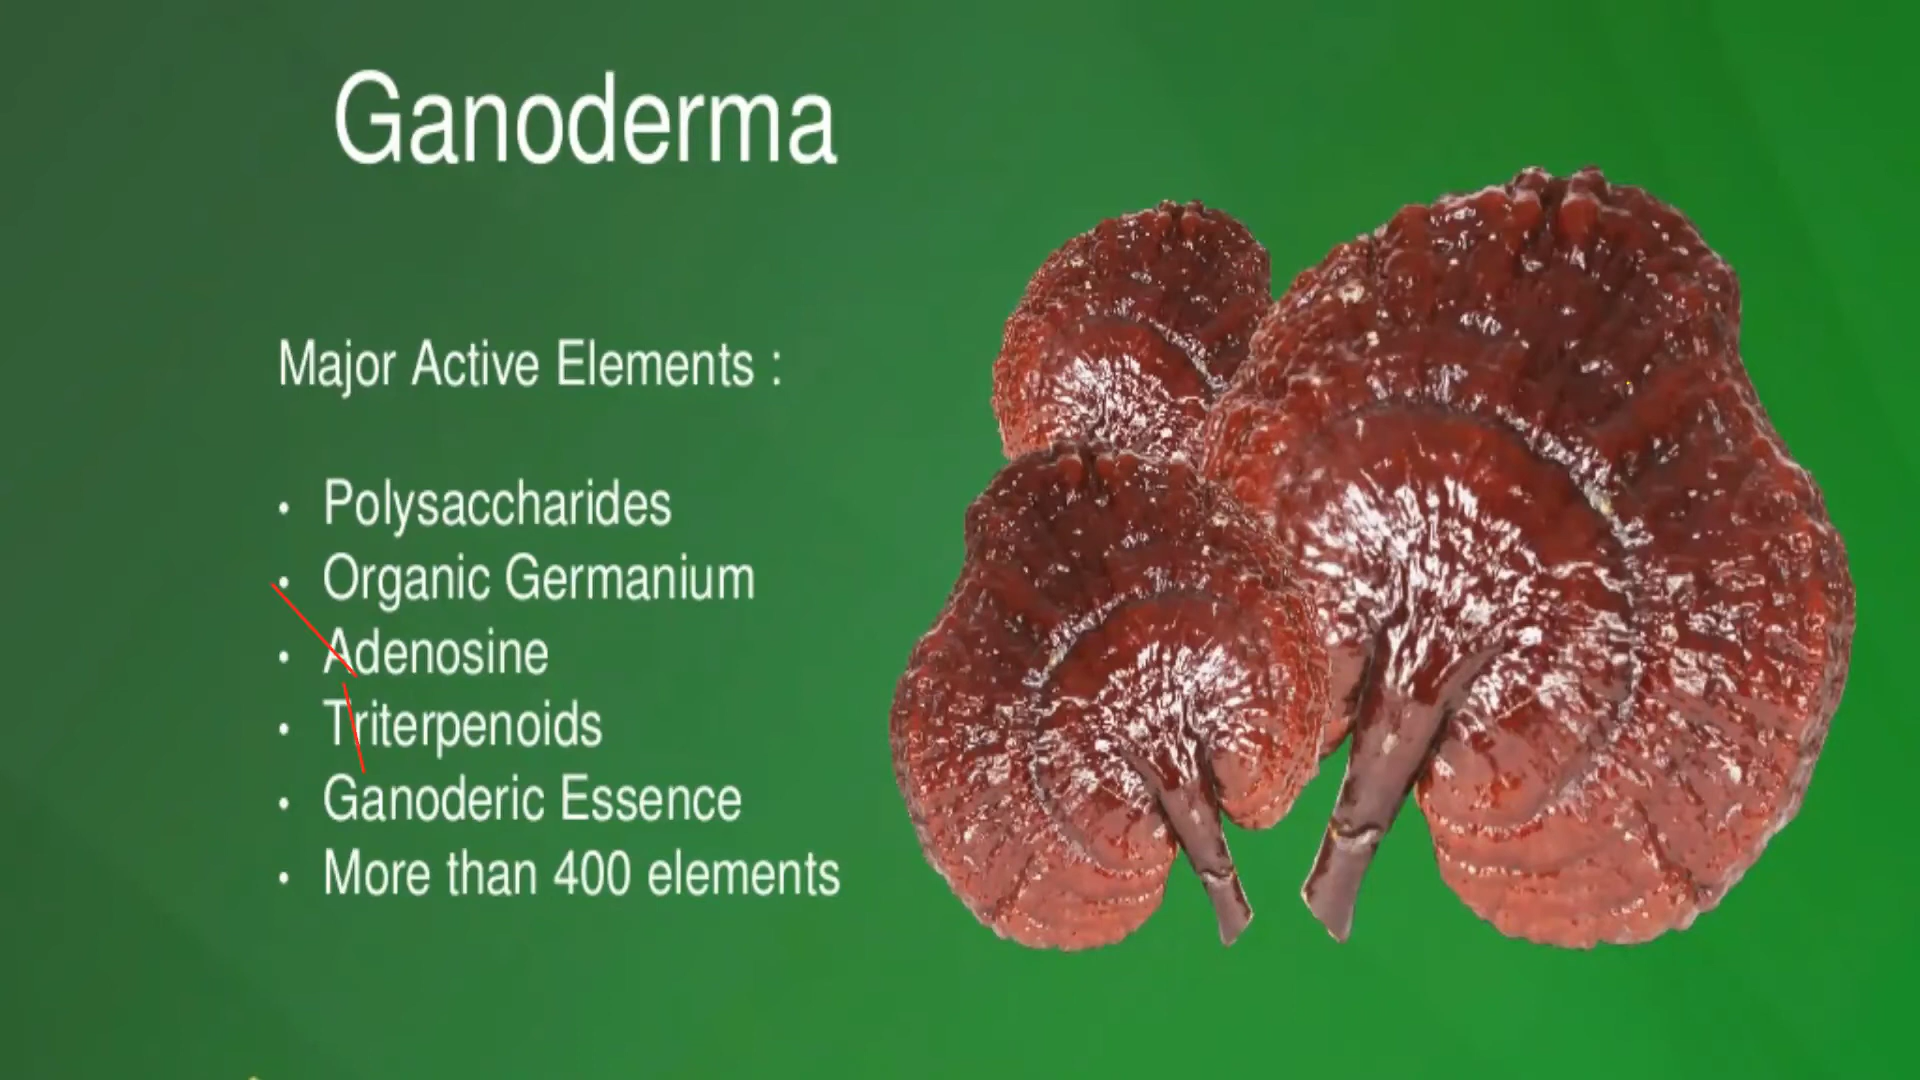 Ganoderma
Major Active Elements :
• Polysaccharides
• Organic Germanium
• Adenosine
• Triterpenoids
• Ganoderic Essence
• More than 400 elements